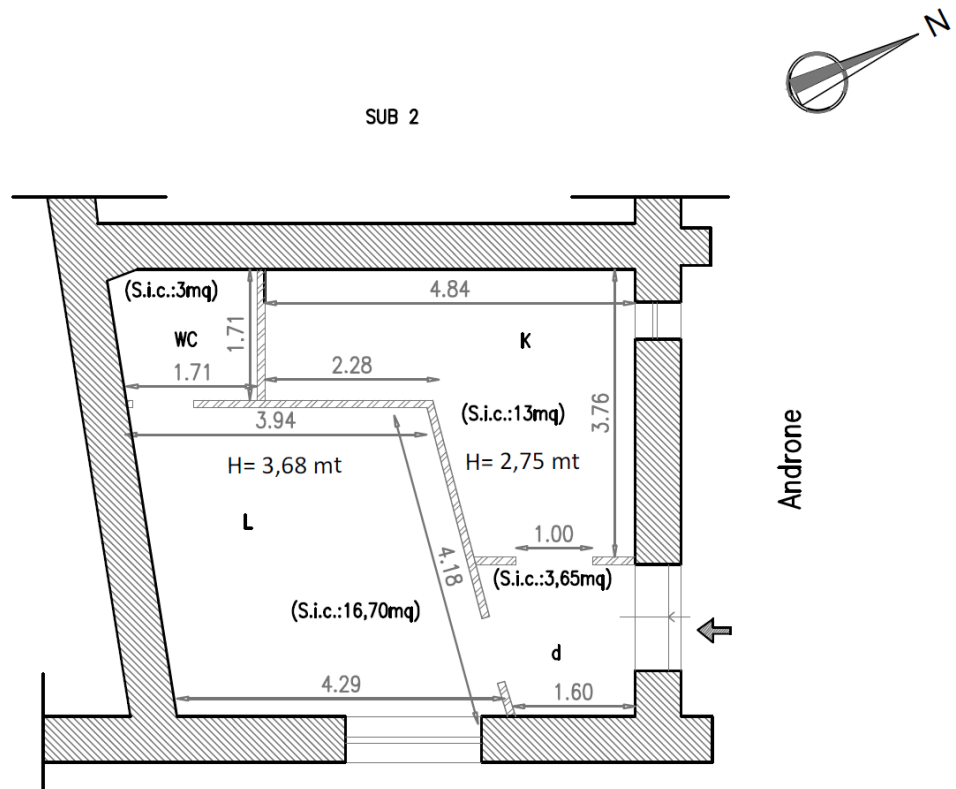 N
SUB 2
(S.i.c.:3mq)
4.84
WC
1.71
K
1.71
2.28
3.94
(S.i.c.:13mq)
3.76
H= 3,68 mt
H= 2,75 mt
Androne
L
1.00
4.18
(S.i.c.:3,65mq)
(S.i.c.:16,70mq)
d
4.29
1.60